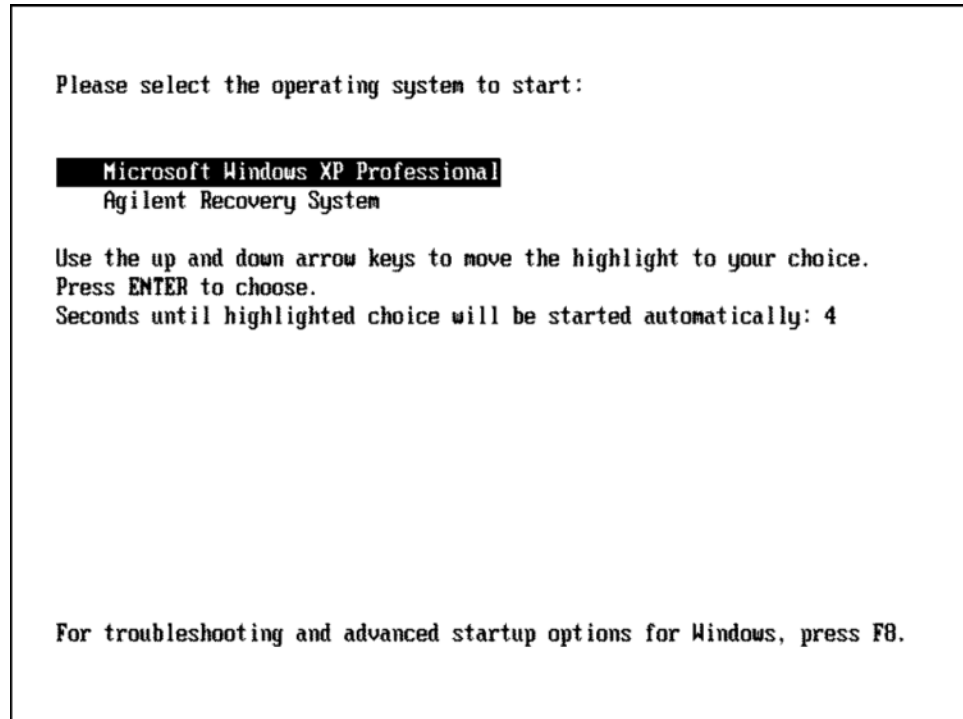 Please select the operating system to start:
Microsoft Windows XP Professional
Agilent Recovery System
Use the up and down arrow keys to move the highlight to your choice.
Press ENTER to choose.
Seconds until highlighted choice will be started automatically: 4
For troubleshooting and advanced startup options for Windows, press F8.